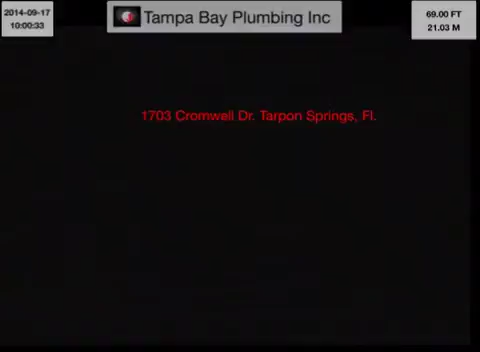 2014-09-17
10:00:33
Tampa Bay Plumbing Inc
69.00 FT
21.03 M
1703 Cromwell Dr. Tarpon Springs, Fl.